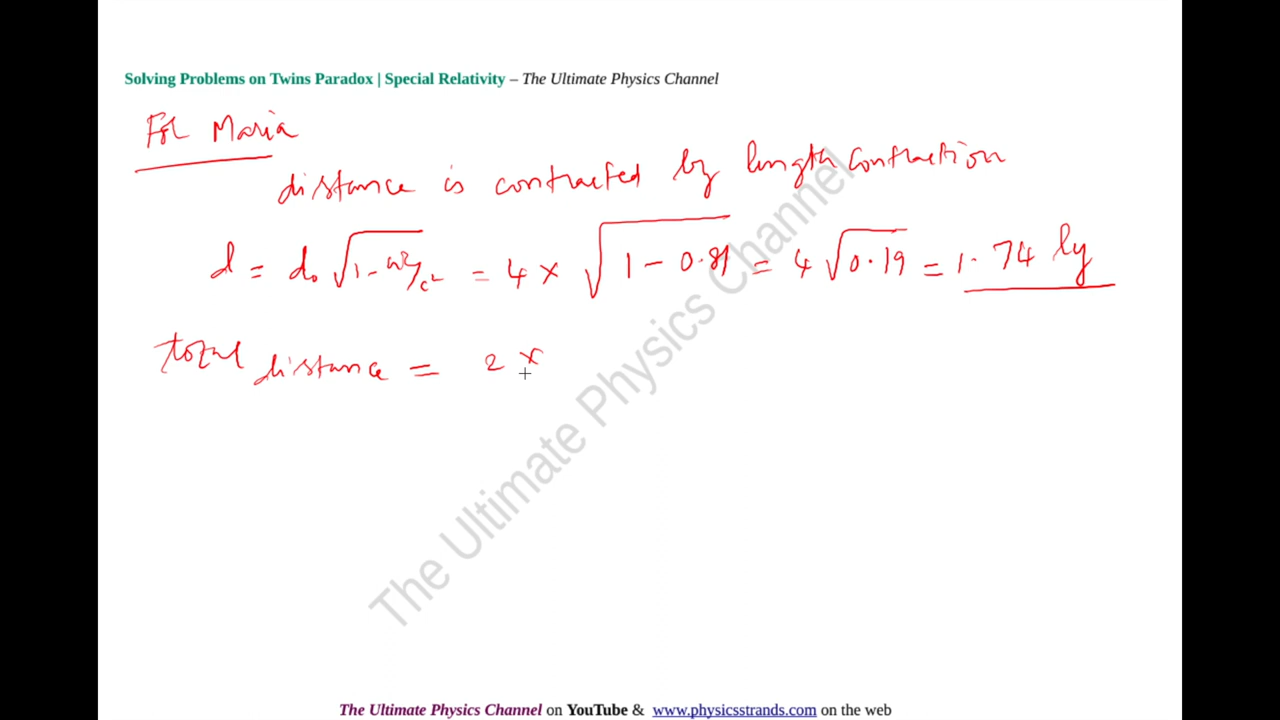 Solving Problems on Twins Paradox | Special Relativity – The Ultimate Physics Channel
For Maria
distance is contracted by length contraction
d = d₀ √1-u²/c² = 4 × √1-0.81 = 4 √0.19 = 1.74 ly
total distance = 2 ×
The Ultimate Physics Channel
The Ultimate Physics Channel on YouTube & www.physicsstrands.com on the web